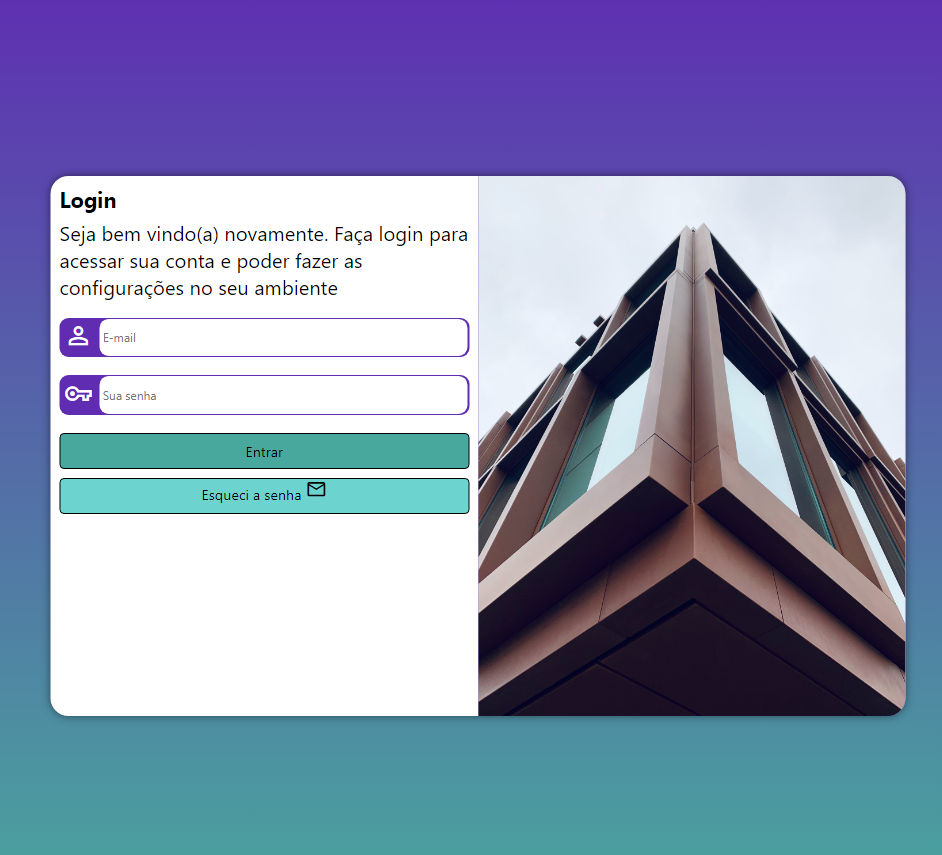 Login
Seja bem vindo(a) novamente. Faça login para
acessar sua conta e poder fazer as
configurações no seu ambiente
E-mail
Sua senha
Entrar
Esqueci a senha